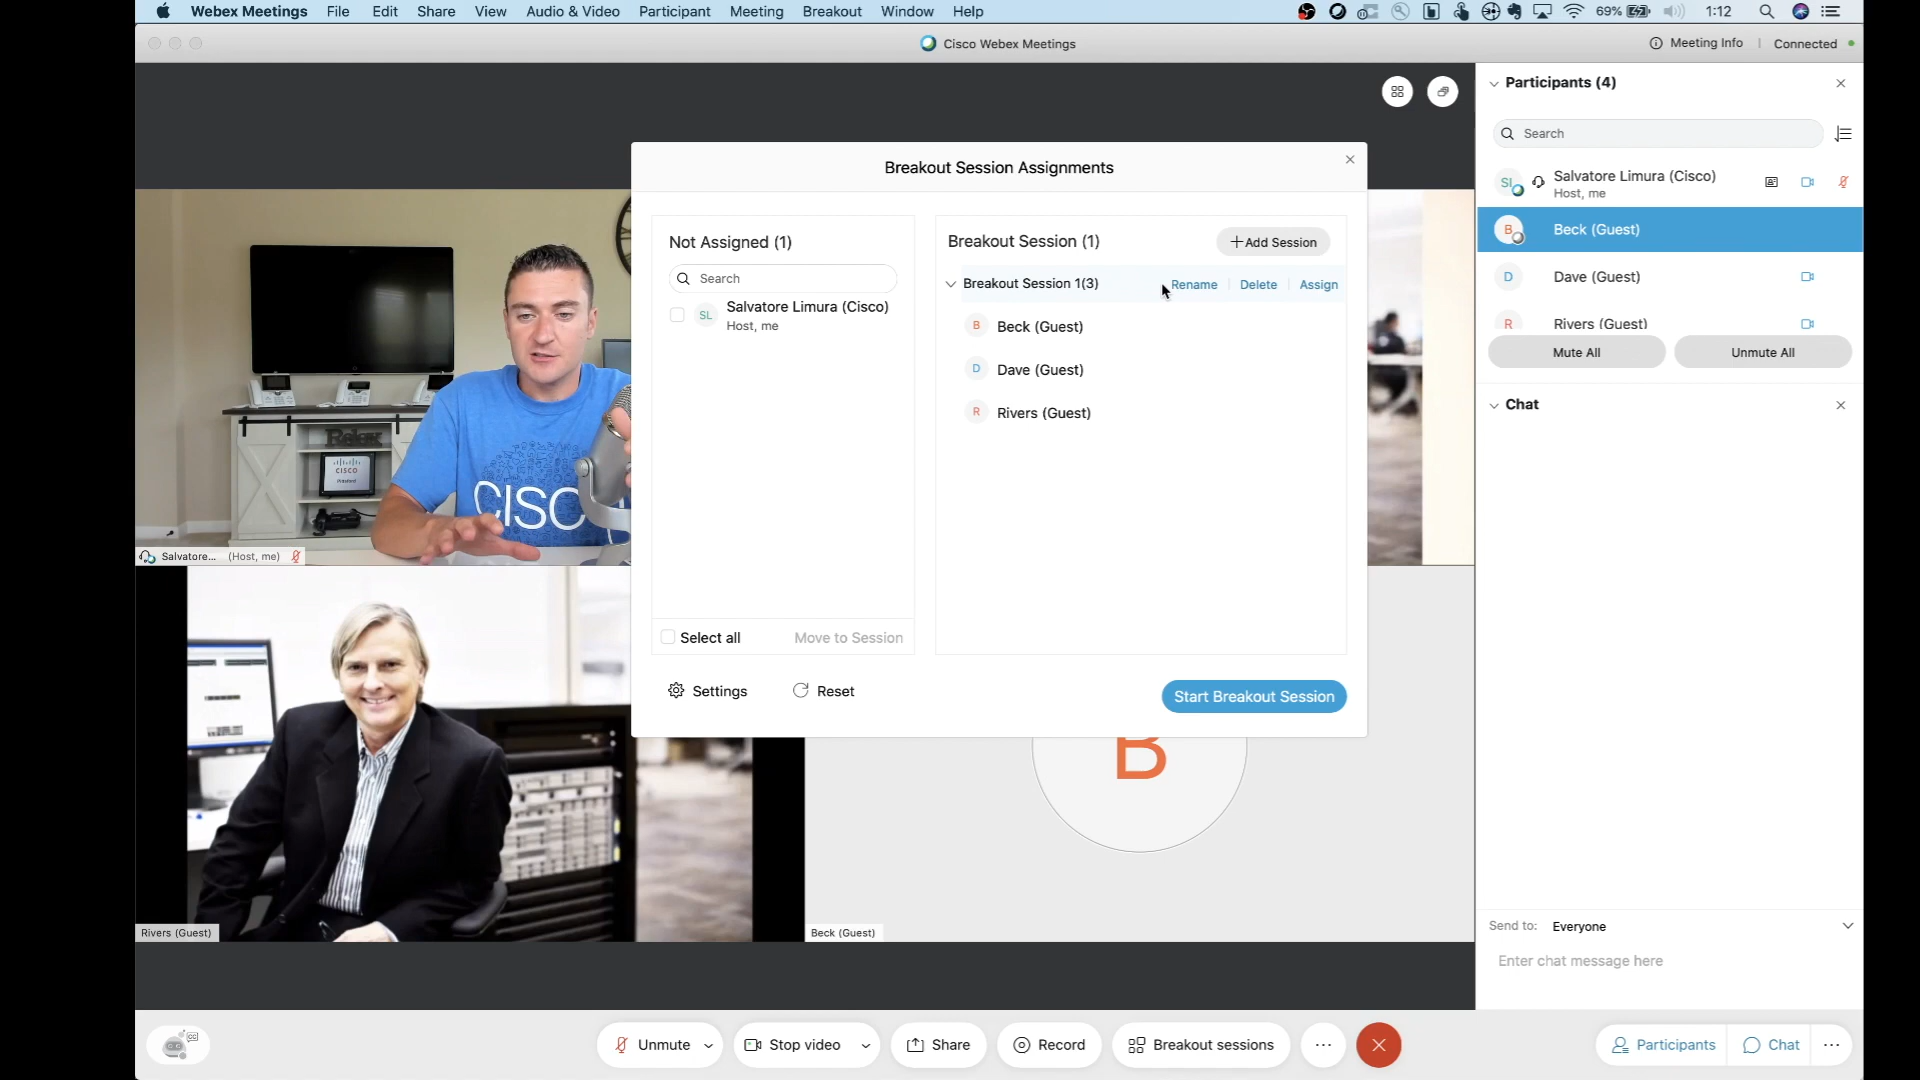 Webex Meetings File Edit Share View Audio & Video Participant Meeting Breakout Window Help 69% 1:12
Cisco Webex Meetings
Meeting Info Connected
Participants (4)
Search
SL Salvatore Limura (Cisco)
Host, me
B Beck (Guest)
D Dave (Guest)
R Rivers (Guest)
Mute All Unmute All
Chat
Breakout Session Assignments
Not Assigned (1)
Search
SL Salvatore Limura (Cisco)
Host, me
Select all Move to Session
Breakout Session (1) +Add Session
Breakout Session 1(3) Rename Delete Assign
B Beck (Guest)
D Dave (Guest)
R Rivers (Guest)
Settings Reset Start Breakout Session
Relax
CISCO
CISC
Salvatore... (Host, me)
B
Rivers (Guest)
Beck (Guest)
Send to: Everyone
Enter chat message here
Unmute Stop video Share Record Breakout sessions ... Participants Chat ...